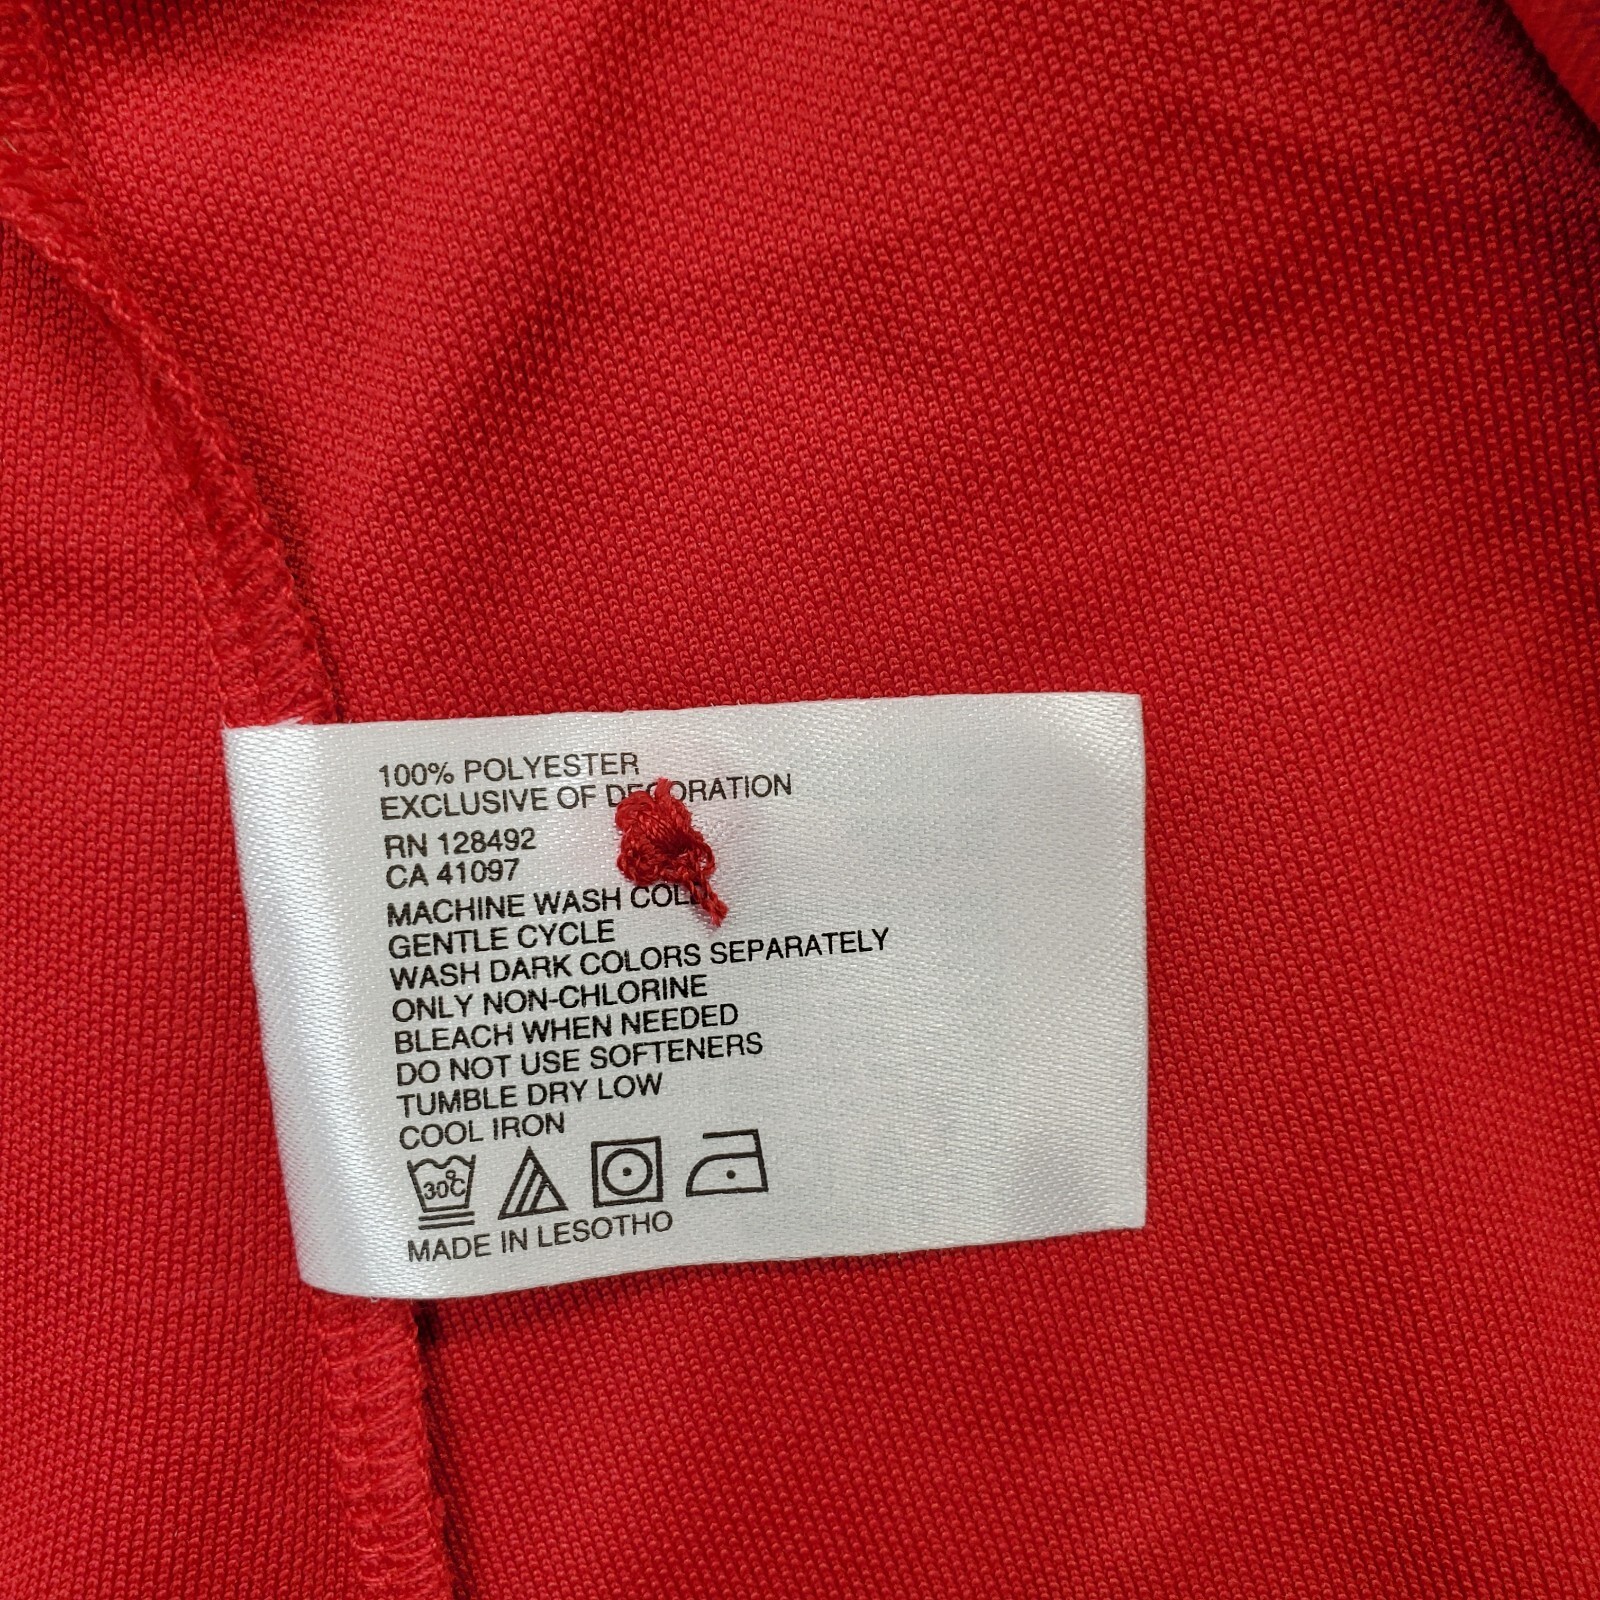 100% POLYESTER
EXCLUSIVE OF DECORATION
RN 128492
CA 41097
MACHINE WASH COLD
GENTLE CYCLE
WASH DARK COLORS SEPARATELY
ONLY NON-CHLORINE
BLEACH WHEN NEEDED
DO NOT USE SOFTENERS
TUMBLE DRY LOW
COOL IRON
30°C
MADE IN LESOTHO